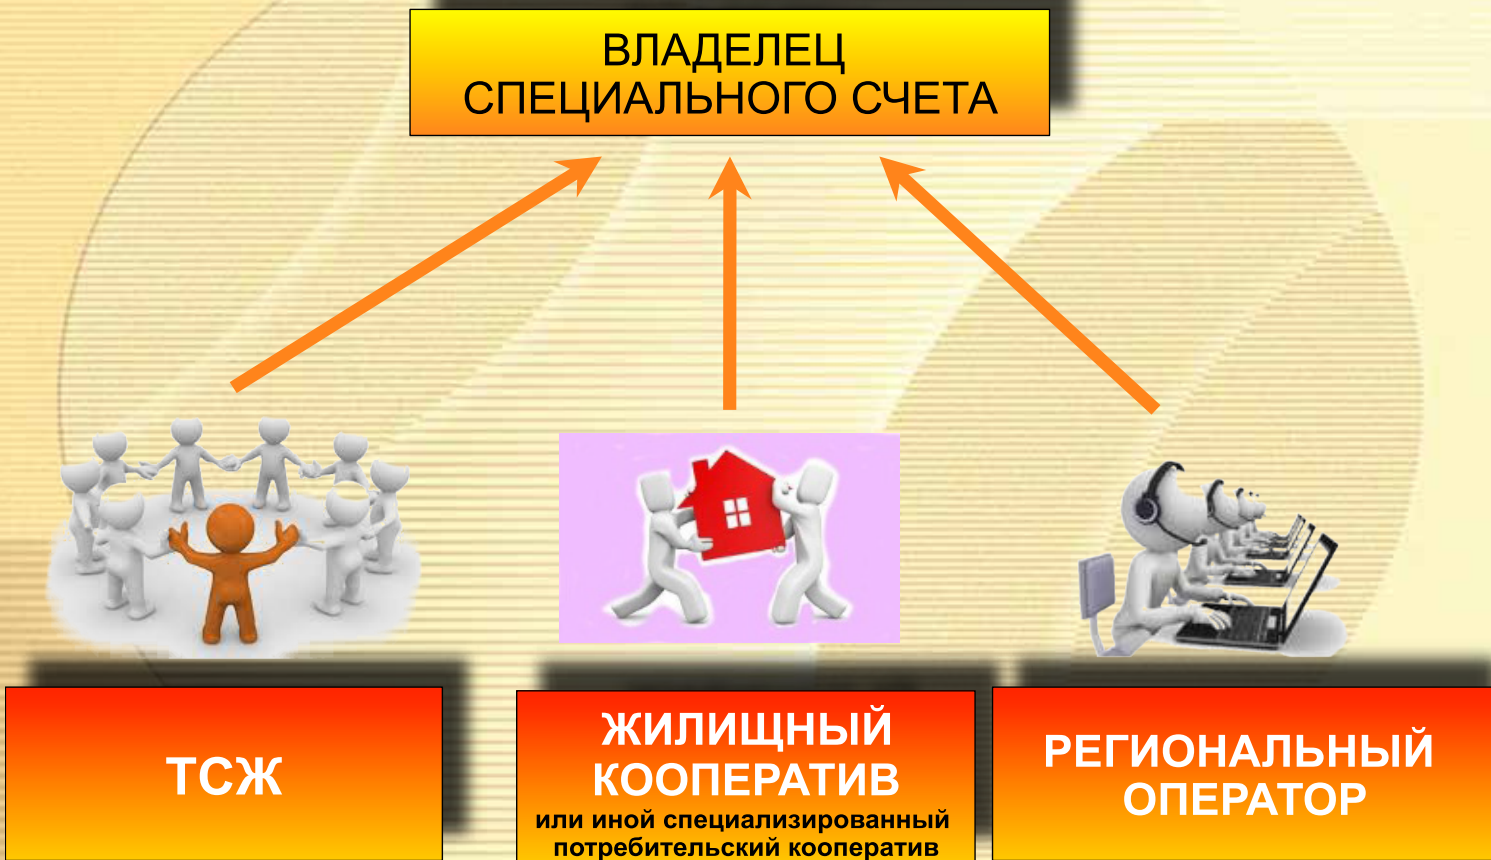 ВЛАДЕЛЕЦ
СПЕЦИАЛЬНОГО СЧЕТА
ТСЖ
ЖИЛИЩНЫЙ
КООПЕРАТИВ
или иной специализированный
потребительский кооператив
РЕГИОНАЛЬНЫЙ
ОПЕРАТОР